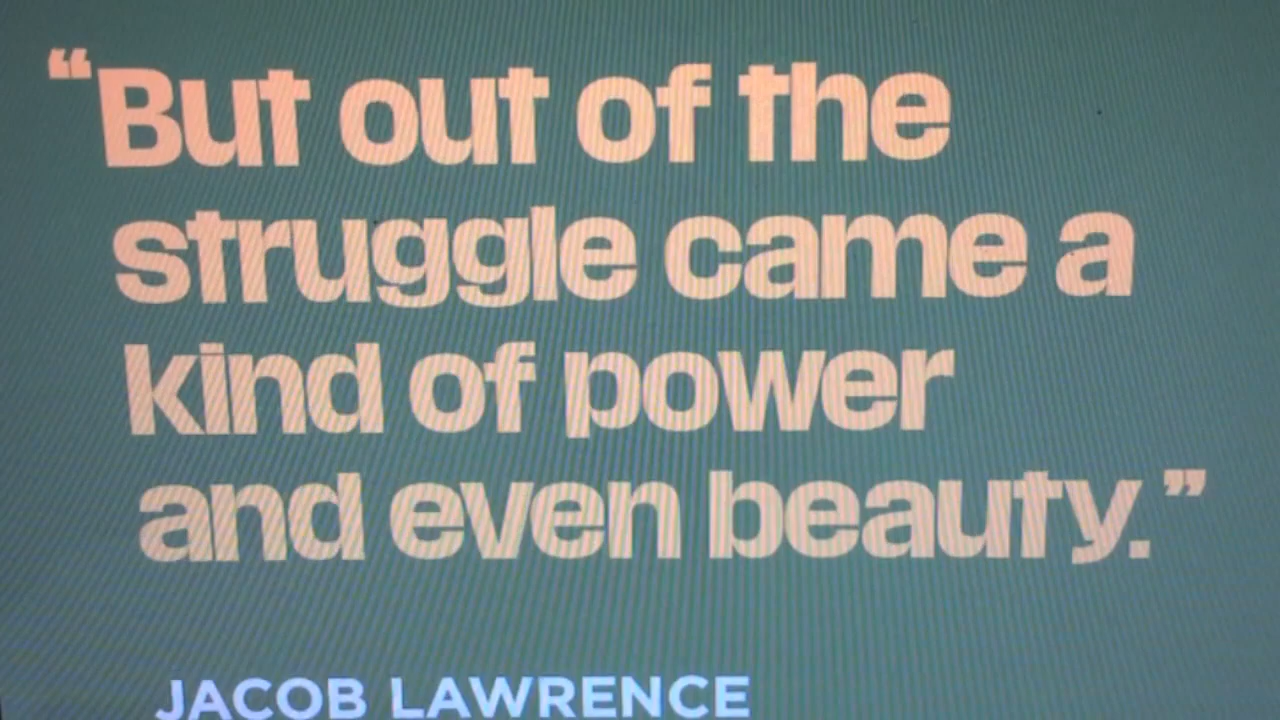 “But out of the
struggle came a
kind of power
and even beauty.”
JACOB LAWRENCE